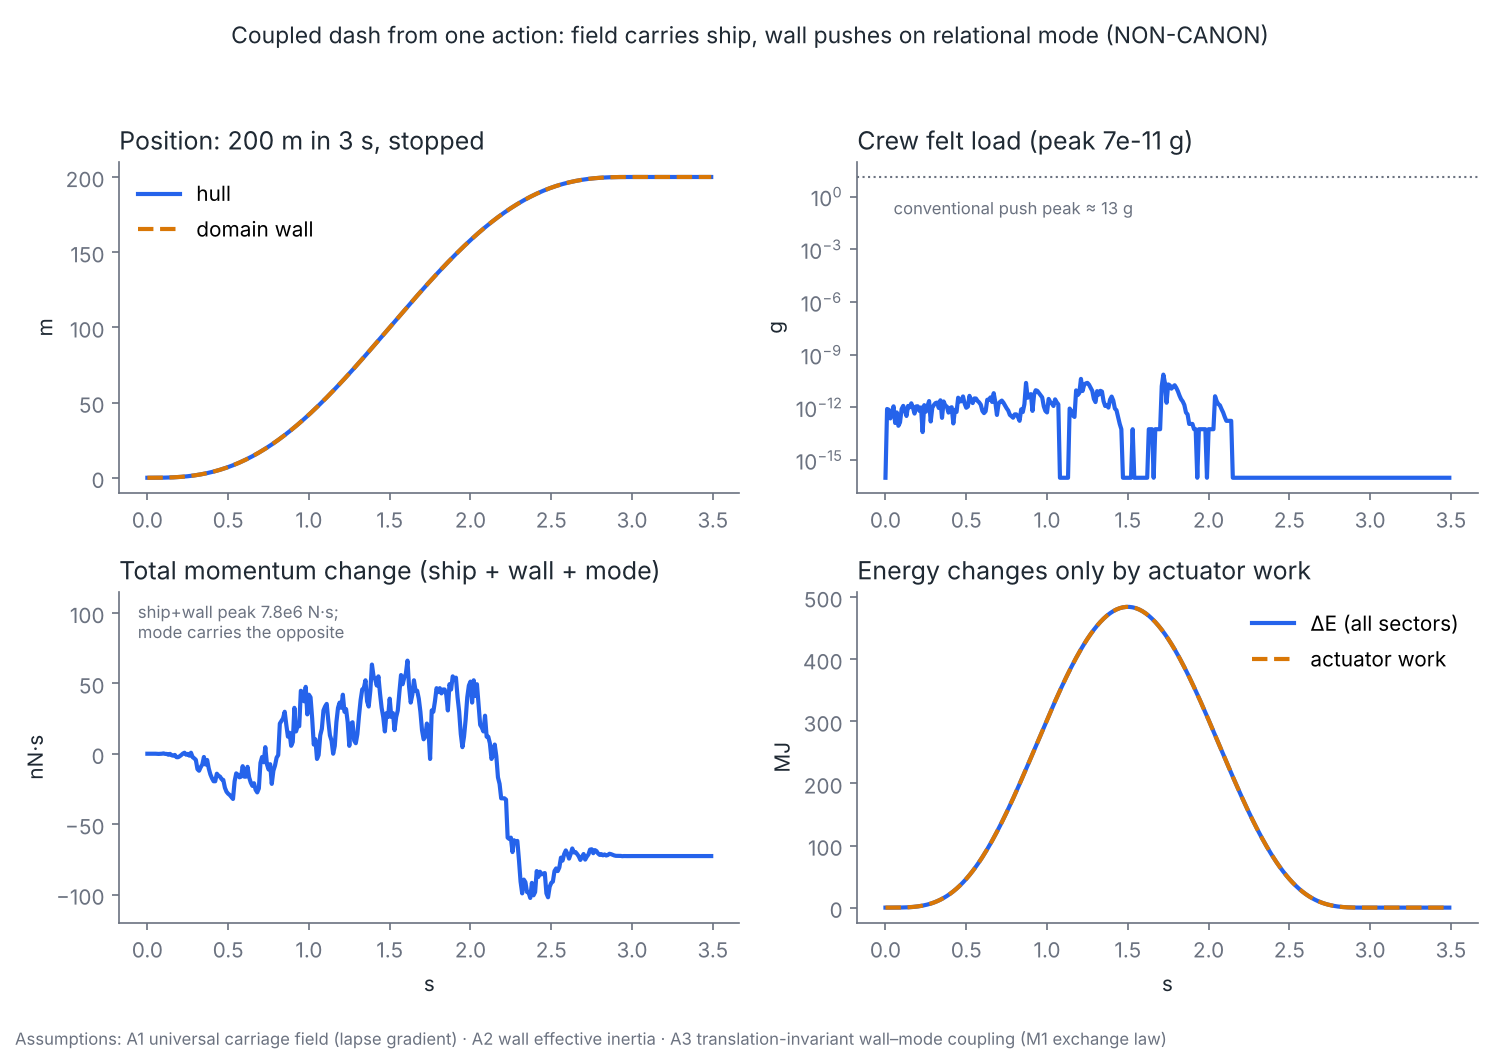 Coupled dash from one action: field carries ship, wall pushes on relational mode (NON-CANON)
Position: 200 m in 3 s, stopped
200
150
100
50
0
m
hull
domain wall
0.0 0.5 1.0 1.5 2.0 2.5 3.0 3.5
Crew felt load (peak 7e-11 g)
10⁰
10⁻³
10⁻⁶
10⁻⁹
10⁻¹²
10⁻¹⁵
g
conventional push peak ≈ 13 g
0.0 0.5 1.0 1.5 2.0 2.5 3.0 3.5
Total momentum change (ship + wall + mode)
100
50
0
−50
−100
nN·s
ship+wall peak 7.8e6 N·s;
mode carries the opposite
0.0 0.5 1.0 1.5 2.0 2.5 3.0 3.5
s
Energy changes only by actuator work
500
400
300
200
100
0
MJ
ΔE (all sectors)
actuator work
0.0 0.5 1.0 1.5 2.0 2.5 3.0 3.5
s
Assumptions: A1 universal carriage field (lapse gradient) · A2 wall effective inertia · A3 translation-invariant wall–mode coupling (M1 exchange law)